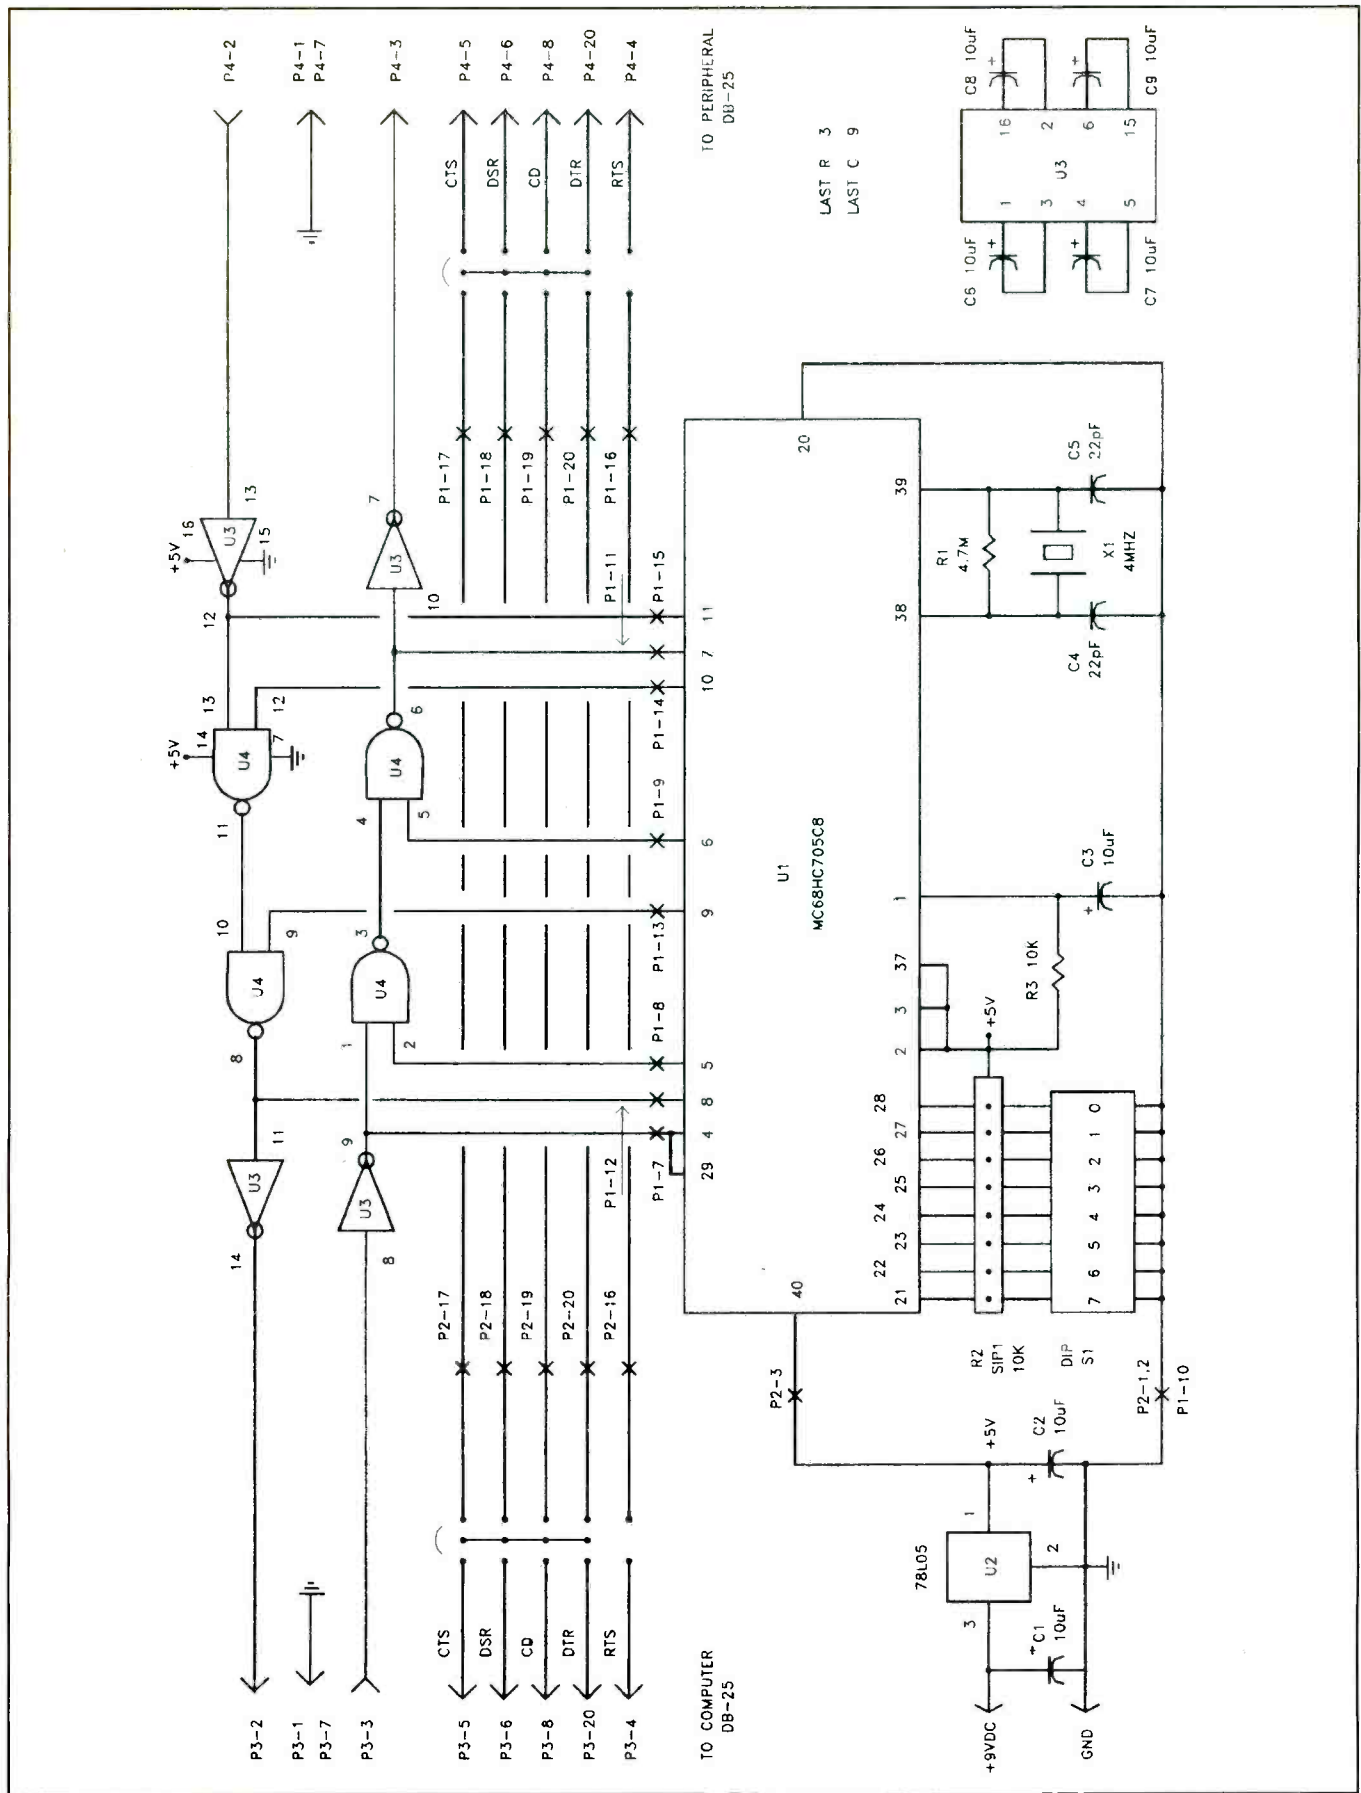 P3-2
P3-1
P3-7
P3-3
P3-5
P3-6
P3-8
P3-20
P3-4
TO COMPUTER
DB-25
CTS
DSR
CD
DTR
RTS
14
U3
11
8
U3
9
8
U4
10
9
1
2
U4
3
11
U4
+5V
14
7
13
12
4
5
U4
6
12
+5V
16
U3
15
13
10
U3
7
P4-2
P4-1
P4-7
P4-3
P4-5
P4-6
P4-8
P4-20
P4-4
TO PERIPHERAL
DB-25
CTS
DSR
CD
DTR
RTS
P2-17
P2-18
P2-19
P2-20
P2-16
P1-12
P1-7
P1-8
P1-13
P1-9
P1-14
P1-11
P1-15
P1-17
P1-18
P1-19
P1-20
P1-16
29
4
8
5
9
6
10
7
11
40
U1
MC68HC705C8
20
21
22
23
24
25
26
27
28
2
3
37
1
38
39
R2
SIP1
10K
DIP
S1
7
6
5
4
3
2
1
0
+5V
R3 10K
+
C3
10uF
C4
22pF
R1
4.7M
X1
4MHZ
C5
22pF
P2-3
P2-1,2
P1-10
+5V
+
C2
10uF
78L05
U2
1
2
3
+
C1
10uF
+9VDC
GND
LAST R 3
LAST C 9
C6 10uF
+
C7 10uF
+
1
3
4
5
U3
16
2
6
15
C8 10uF
+
C9 10uF
+